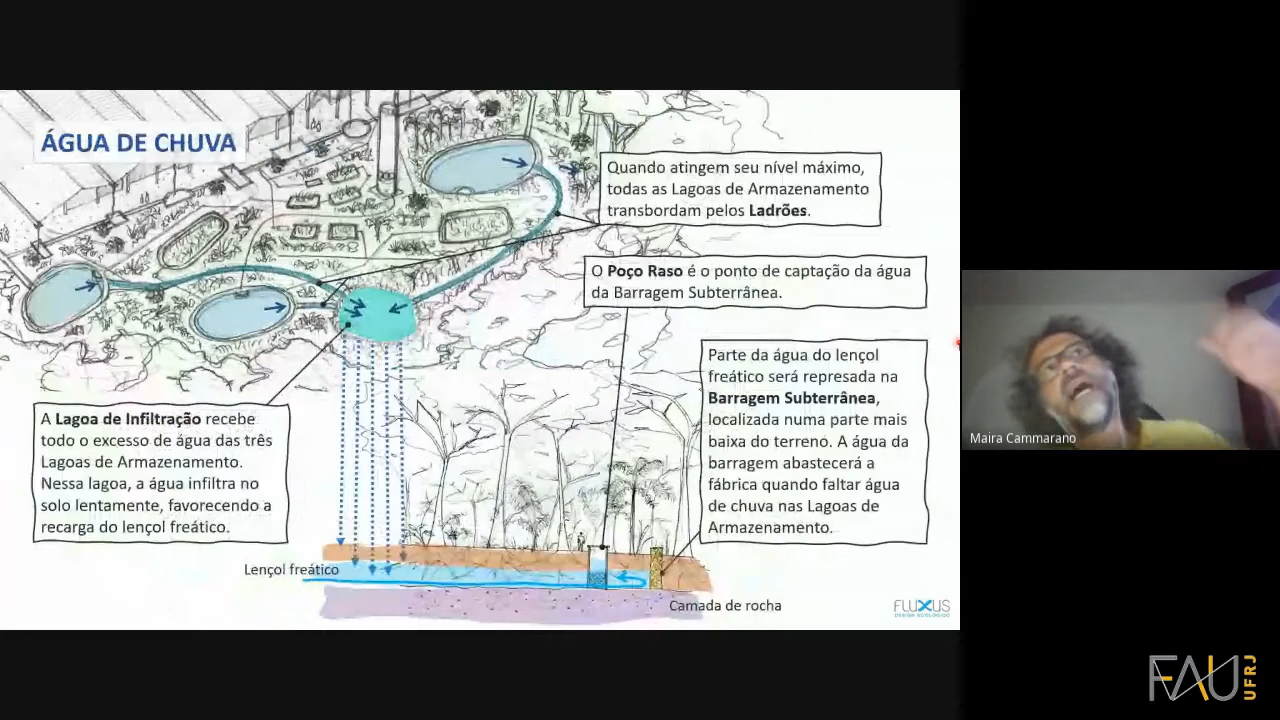 ÁGUA DE CHUVA
Quando atingem seu nível máximo,
todas as Lagoas de Armazenamento
transbordam pelos Ladrões.
O Poço Raso é o ponto de captação da água
da Barragem Subterrânea.
Parte da água do lençol
freático será represada na
Barragem Subterrânea,
localizada numa parte mais
baixa do terreno. A água da
barragem abastecerá a
fábrica quando faltar água
de chuva nas Lagoas de
Armazenamento.
A Lagoa de Infiltração recebe
todo o excesso de água das três
Lagoas de Armazenamento.
Nessa lagoa, a água infiltra no
solo lentamente, favorecendo a
recarga do lençol freático.
Lençol freático
Camada de rocha
FLUXUS
DESIGN ECOLÓGICO
Maira Cammarano
FAU
UFRJ